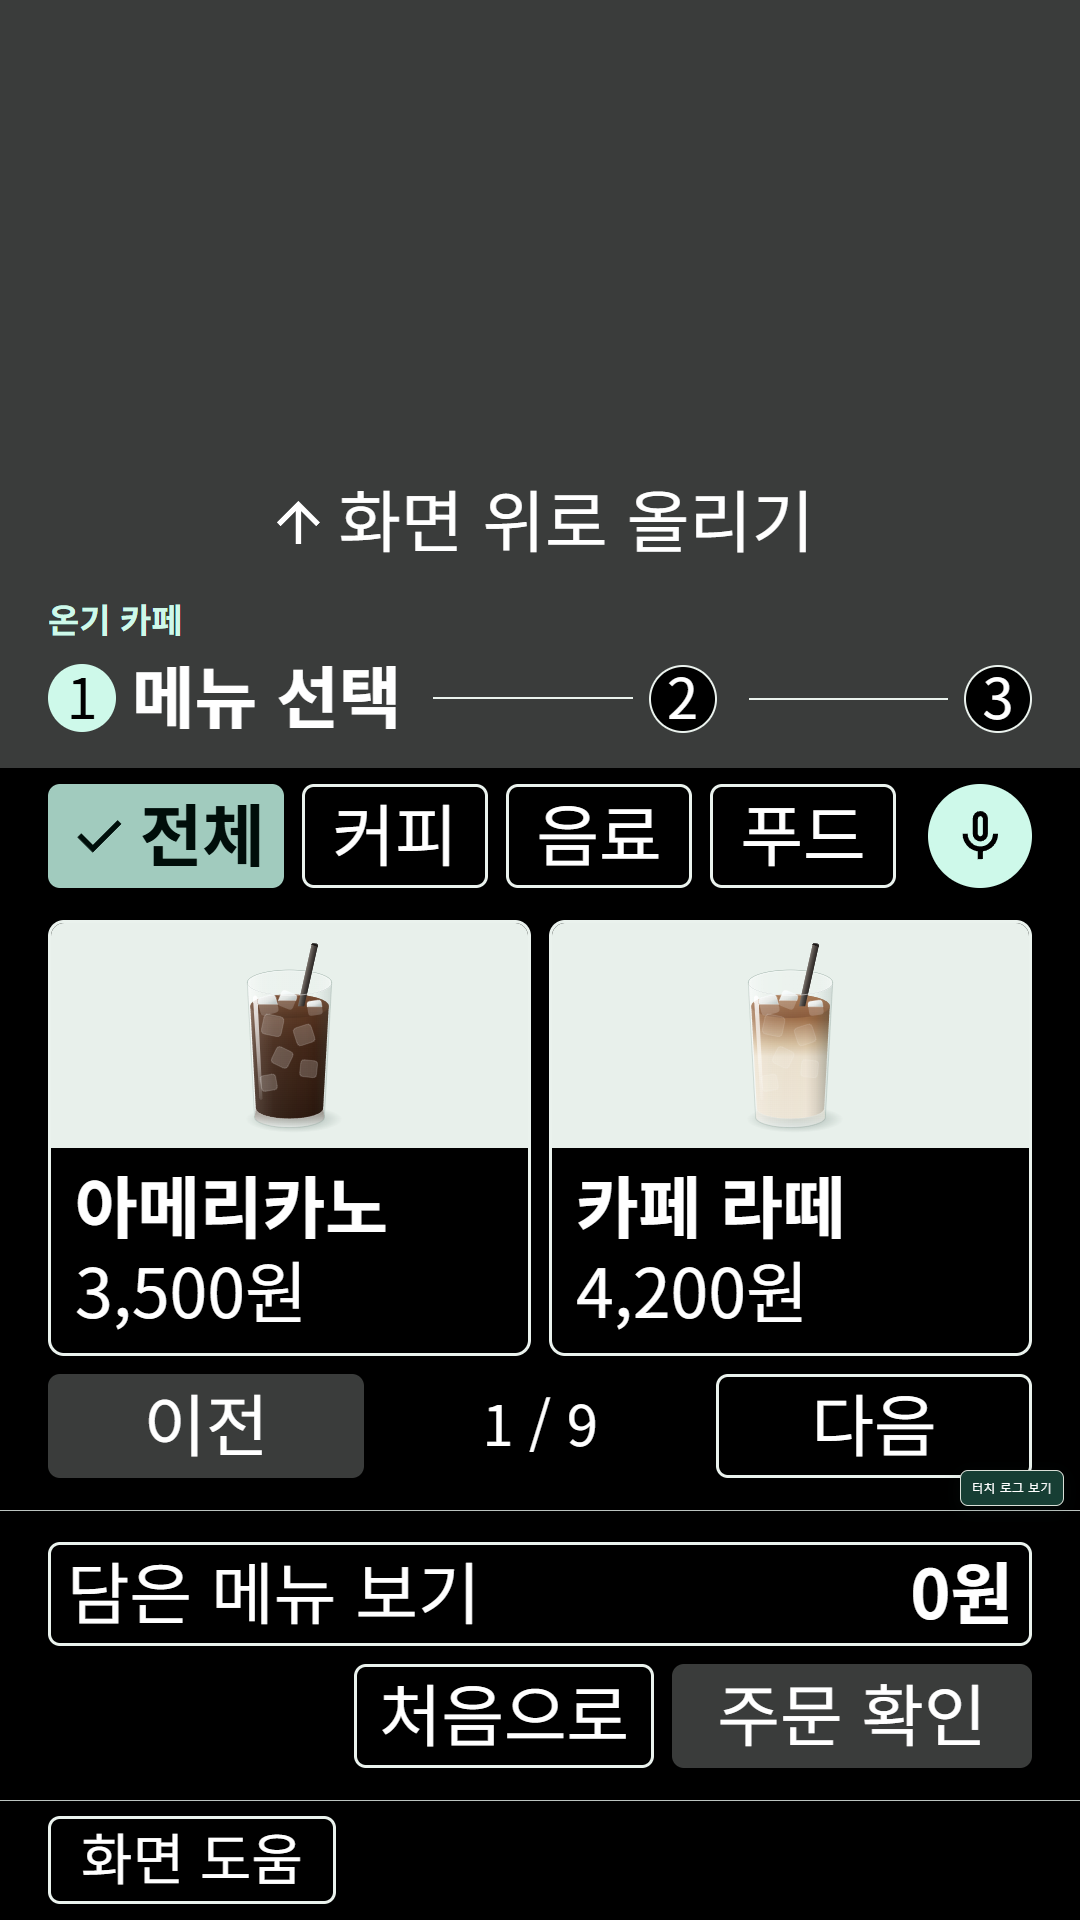 화면 위로 올리기
온기 카페
1 메뉴 선택 2 3
전체 커피 음료 푸드
아메리카노 카페 라떼
3,500원 4,200원
이전 1 / 9 다음
터치 로그 보기
담은 메뉴 보기 0원
처음으로 주문 확인
화면 도움